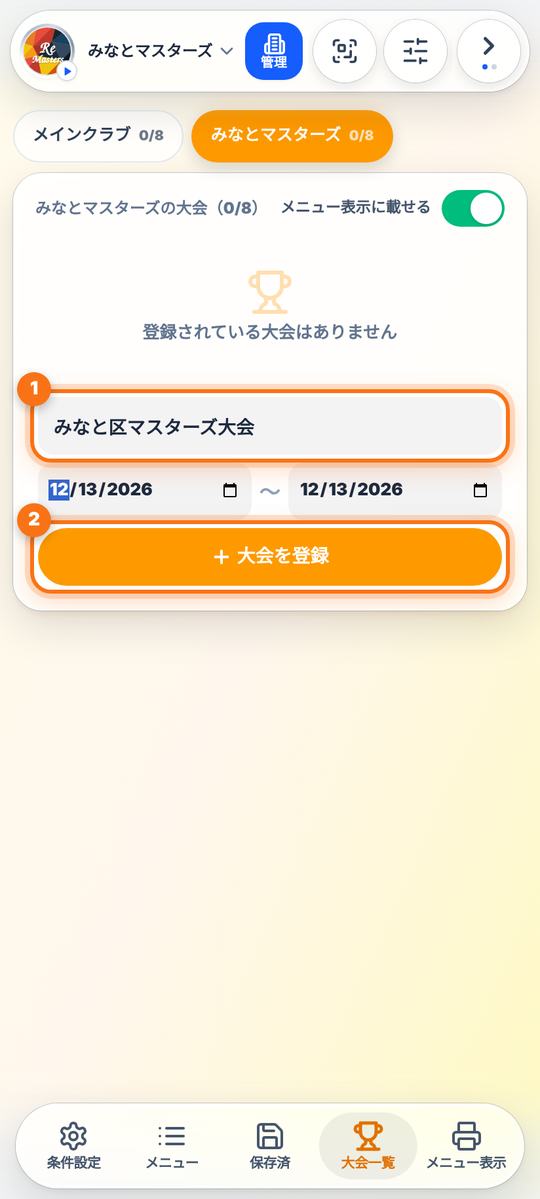 Re
Masters
みなとマスターズ
管理
メインクラブ 0/8
みなとマスターズ 0/8
みなとマスターズの大会（0/8） メニュー表示に載せる
登録されている大会はありません
1
みなと区マスターズ大会
12/13/2026 〜 12/13/2026
2
+ 大会を登録
条件設定
メニュー
保存済
大会一覧
メニュー表示